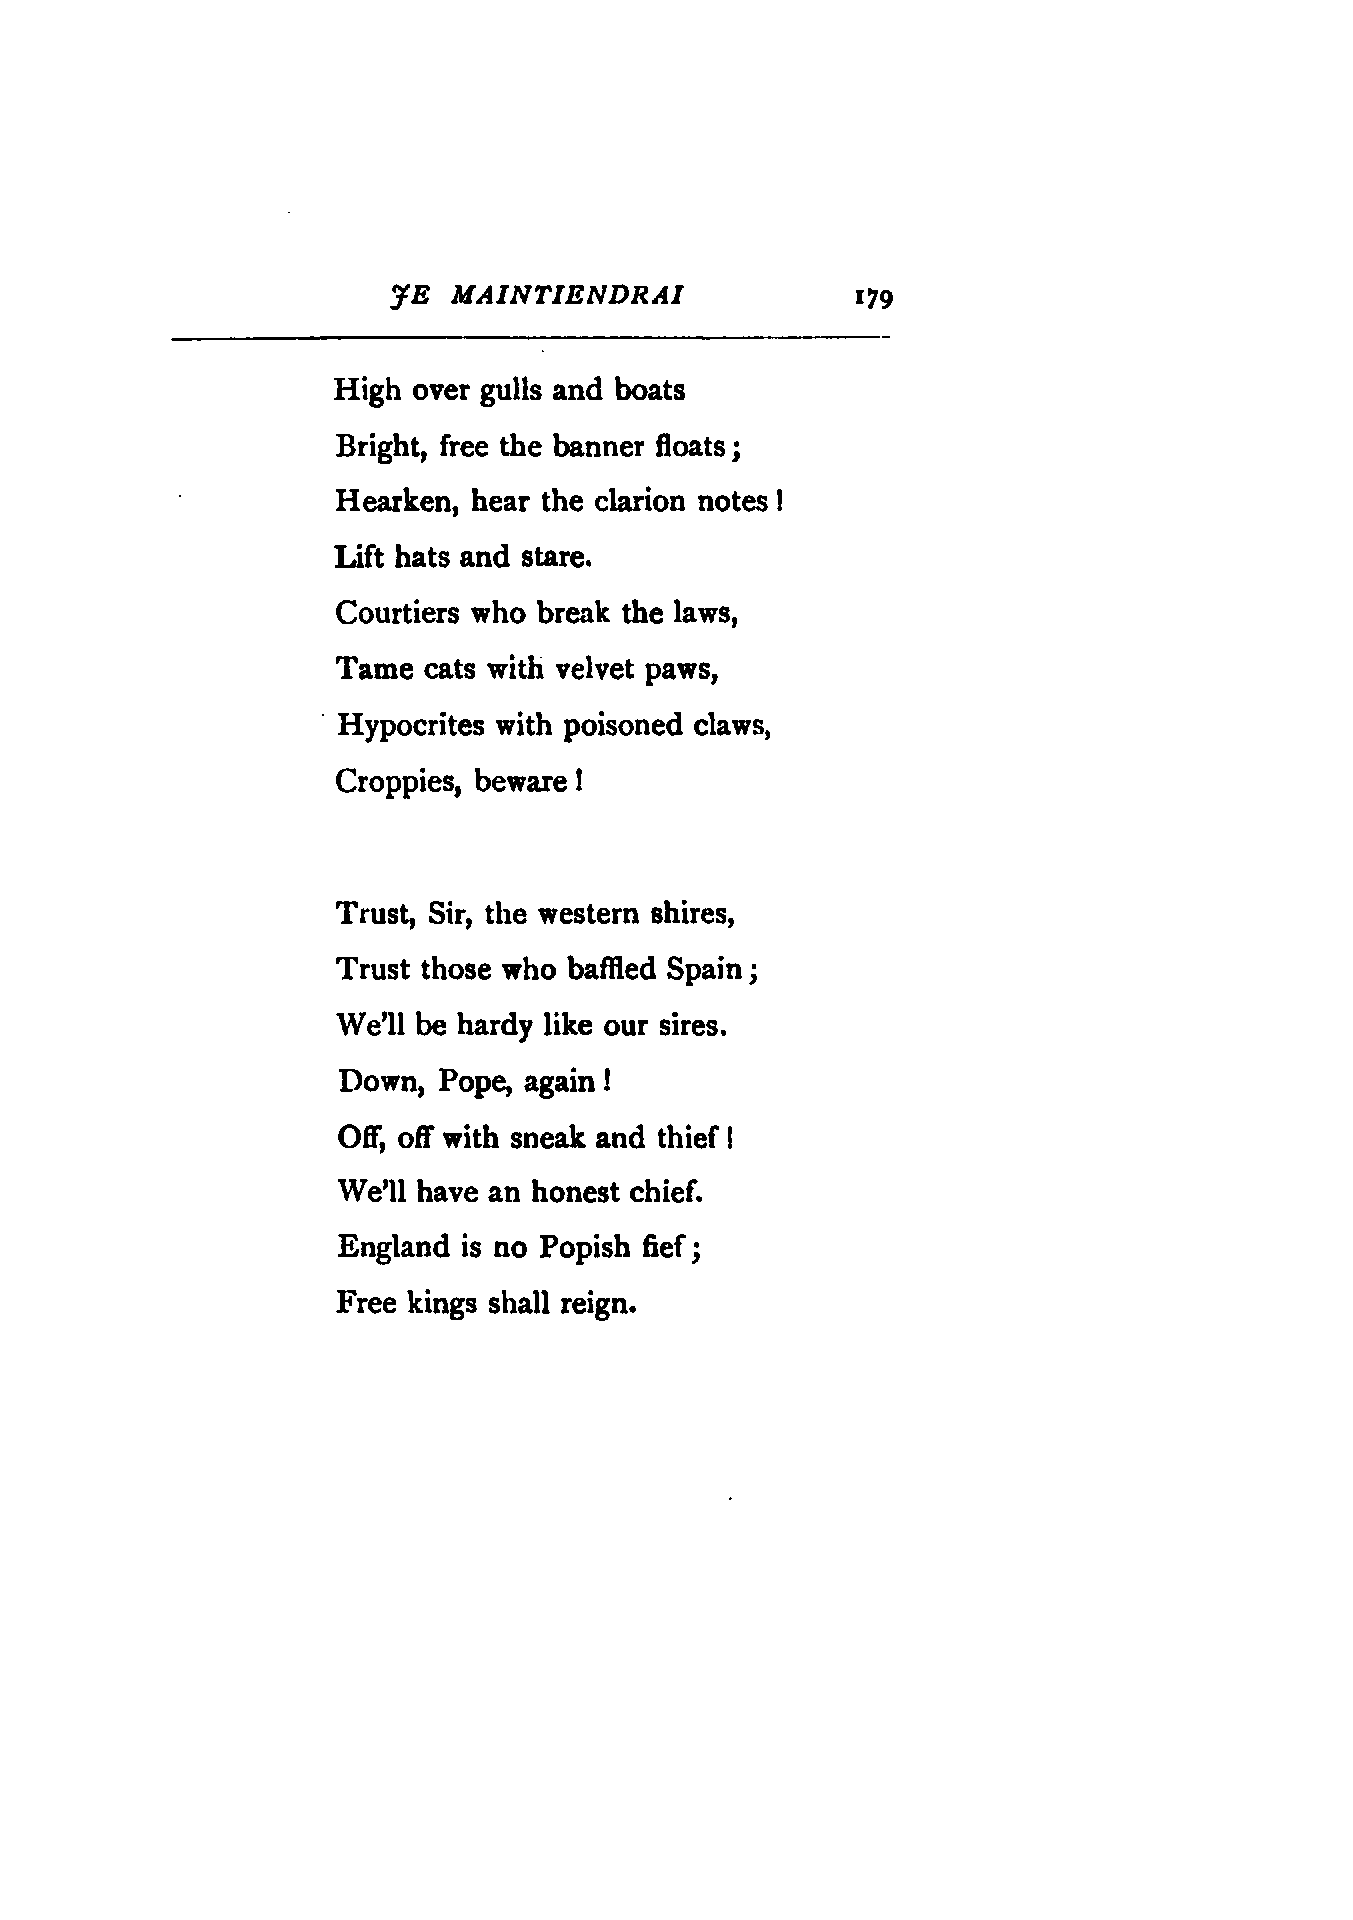 JE MAINTIENDRAI 179
High over gulls and boats
Bright, free the banner floats;
Hearken, hear the clarion notes!
Lift hats and stare.
Courtiers who break the laws,
Tame cats with velvet paws,
Hypocrites with poisoned claws,
Croppies, beware!
Trust, Sir, the western shires,
Trust those who baffled Spain;
We'll be hardy like our sires.
Down, Pope, again!
Off, off with sneak and thief!
We'll have an honest chief.
England is no Popish fief;
Free kings shall reign.